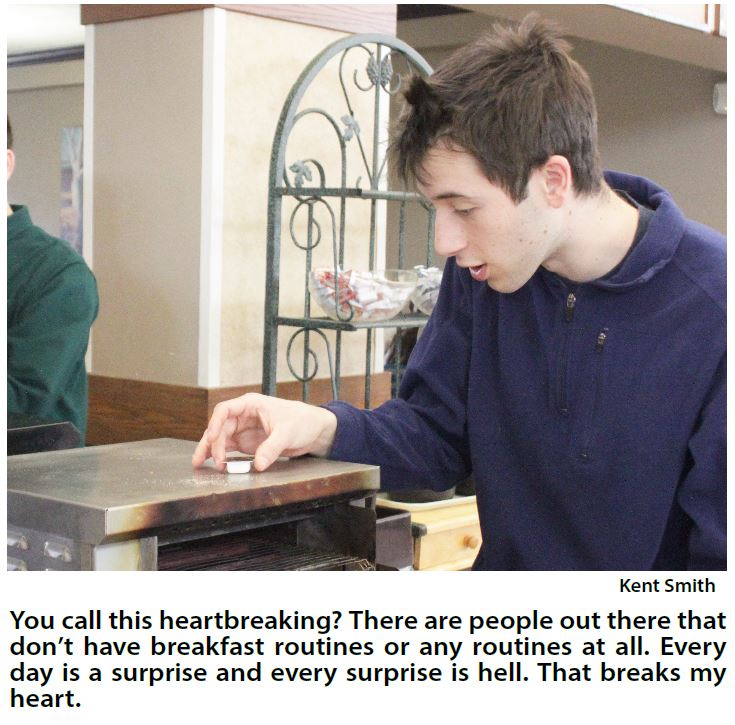 Kent Smith
You call this heartbreaking? There are people out there that
don't have breakfast routines or any routines at all. Every
day is a surprise and every surprise is hell. That breaks my
heart.